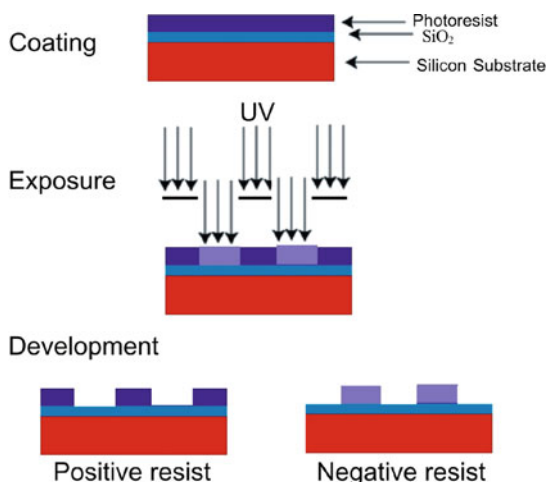 Coating
Photoresist
SiO₂
Silicon Substrate
UV
Exposure
Development
Positive resist
Negative resist